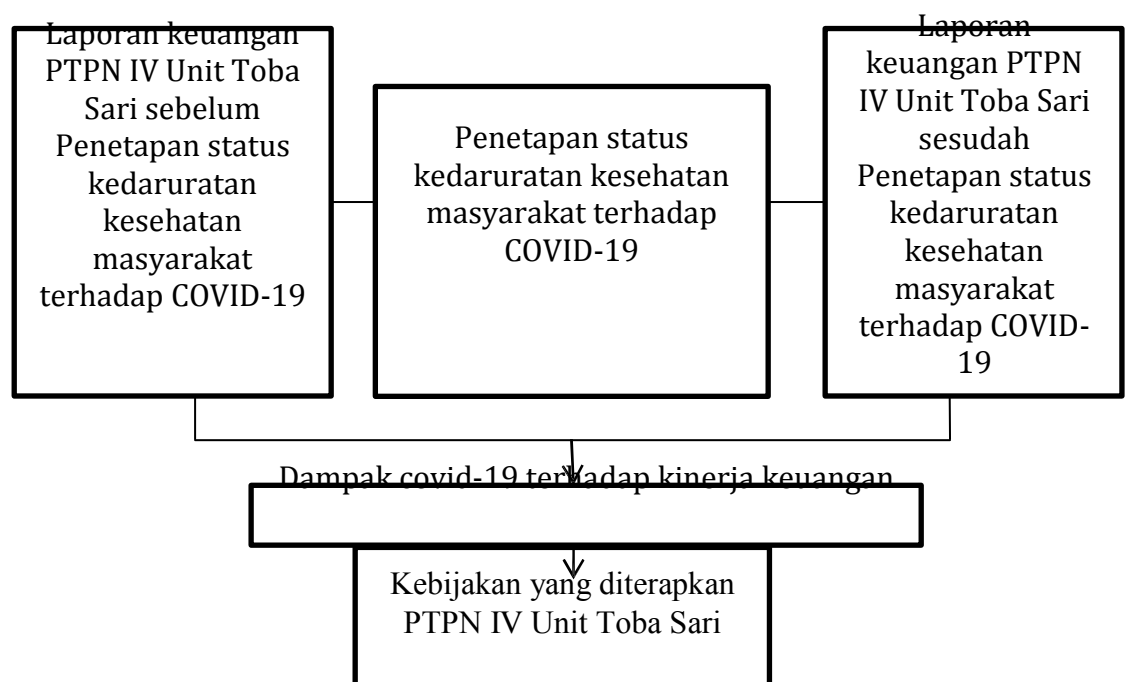 Laporan keuangan
PTPN IV Unit Toba
Sari sebelum
Penetapan status
kedaruratan
kesehatan
masyarakat
terhadap COVID-19
Penetapan status
kedaruratan kesehatan
masyarakat terhadap
COVID-19
Laporan
keuangan PTPN
IV Unit Toba Sari
sesudah
Penetapan status
kedaruratan
kesehatan
masyarakat
terhadap COVID-
19
Dampak covid-19 terhadap kinerja keuangan
Kebijakan yang diterapkan
PTPN IV Unit Toba Sari